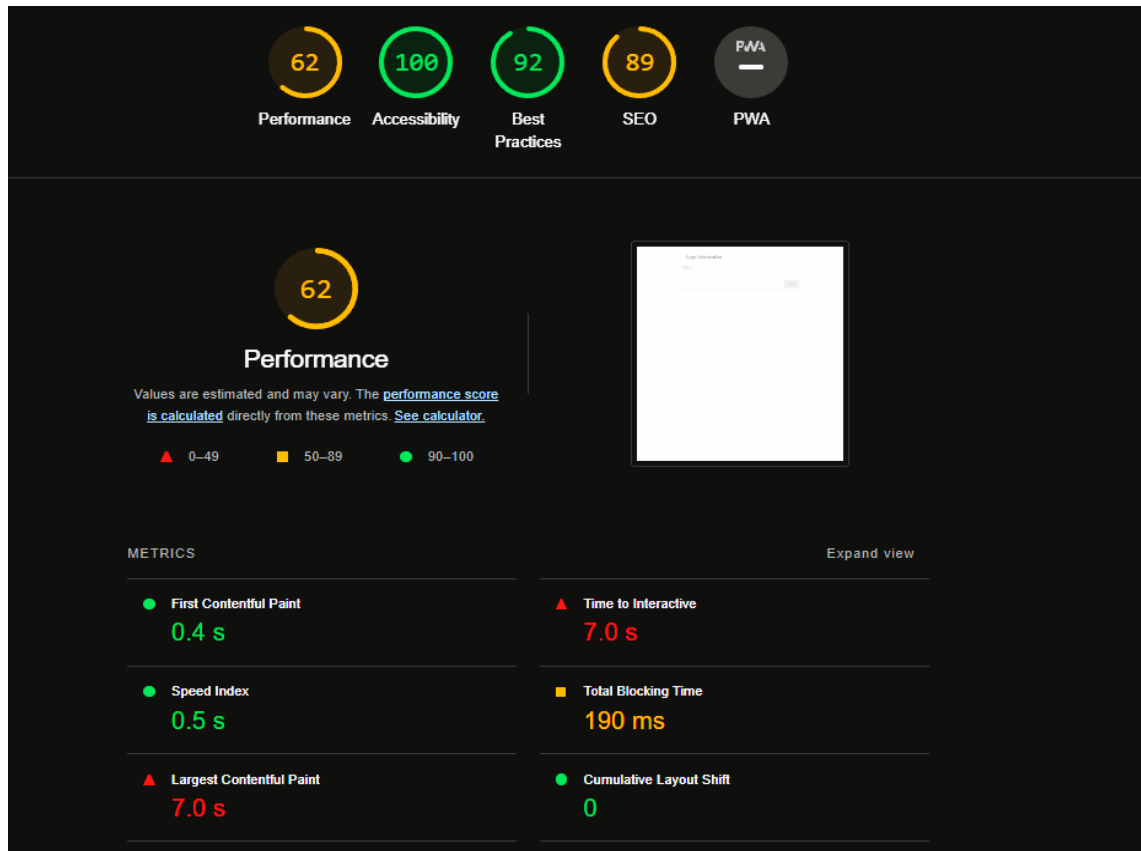 62
100
92
89
PWA
Performance
Accessibility
Best
Practices
SEO
PWA
62
Performance
Values are estimated and may vary. The performance score
is calculated directly from these metrics. See calculator.
0–49
50–89
90–100
METRICS
Expand view
First Contentful Paint
0.4 s
Time to Interactive
7.0 s
Speed Index
0.5 s
Total Blocking Time
190 ms
Largest Contentful Paint
7.0 s
Cumulative Layout Shift
0